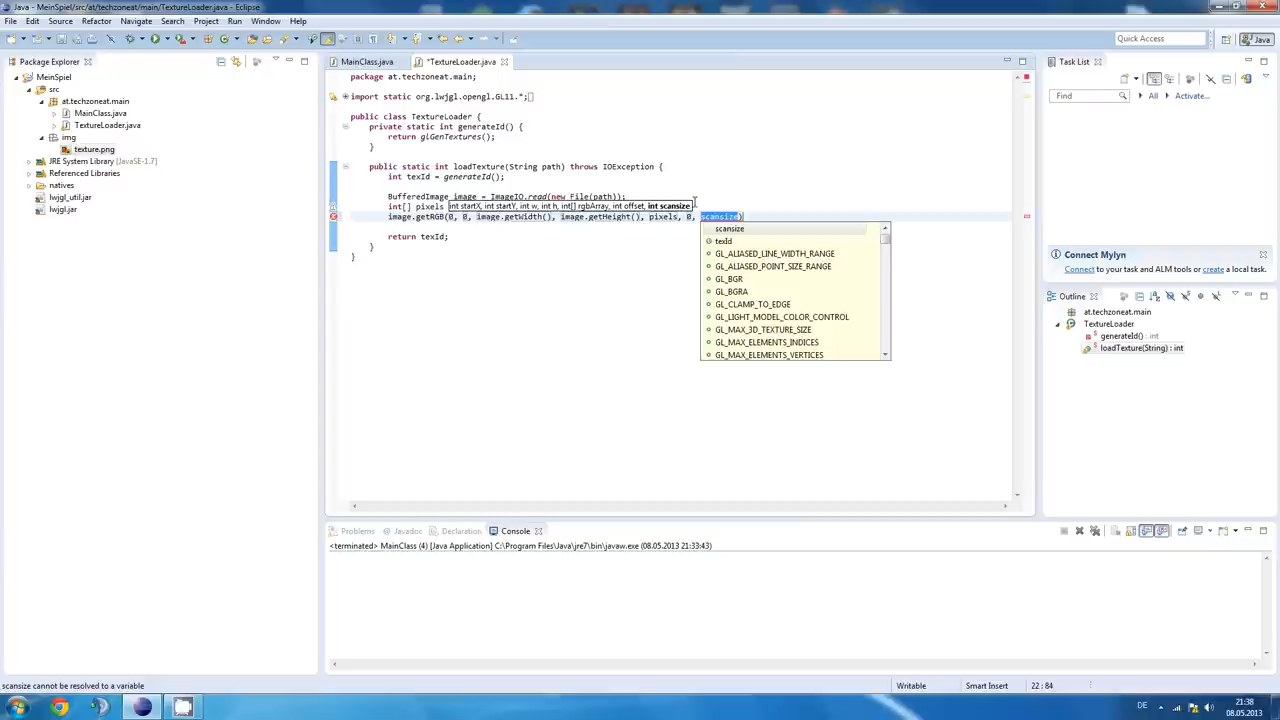 Java - MeinSpiel/src/at/techzoneat/main/TextureLoader.java - Eclipse
File Edit Source Refactor Navigate Search Project Run Window Help
Quick Access
Java
Package Explorer
MeinSpiel
src
at.techzoneat.main
MainClass.java
TextureLoader.java
img
texture.png
JRE System Library [JavaSE-1.7]
Referenced Libraries
natives
lwjgl_util.jar
lwjgl.jar
MainClass.java
*TextureLoader.java
package at.techzoneat.main;
import static org.lwjgl.opengl.GL11.*;
public class TextureLoader {
private static int generateId() {
return glGenTextures();
}
public static int loadTexture(String path) throws IOException {
int texId = generateId();
BufferedImage image = ImageIO.read(new File(path));
int[] pixels
int startX, int startY, int w, int h, int[] rgbArray, int offset, int scansize
image.getRGB(0, 0, image.getWidth(), image.getHeight(), pixels, 0, scansize)
return texId;
}
}
scansize
texId
GL_ALIASED_LINE_WIDTH_RANGE
GL_ALIASED_POINT_SIZE_RANGE
GL_BGR
GL_BGRA
GL_CLAMP_TO_EDGE
GL_LIGHT_MODEL_COLOR_CONTROL
GL_MAX_3D_TEXTURE_SIZE
GL_MAX_ELEMENTS_INDICES
GL_MAX_ELEMENTS_VERTICES
Task List
Find
All
Activate...
Connect Mylyn
Connect to your task and ALM tools or create a local task.
Outline
at.techzoneat.main
TextureLoader
generateId() : int
loadTexture(String) : int
Problems Javadoc Declaration Console
<terminated> MainClass (4) [Java Application] C:\Program Files\Java\jre7\bin\javaw.exe (08.05.2013 21:33:43)
scansize cannot be resolved to a variable
Writable
Smart Insert
22 : 84
DE
21:38
08.05.2013